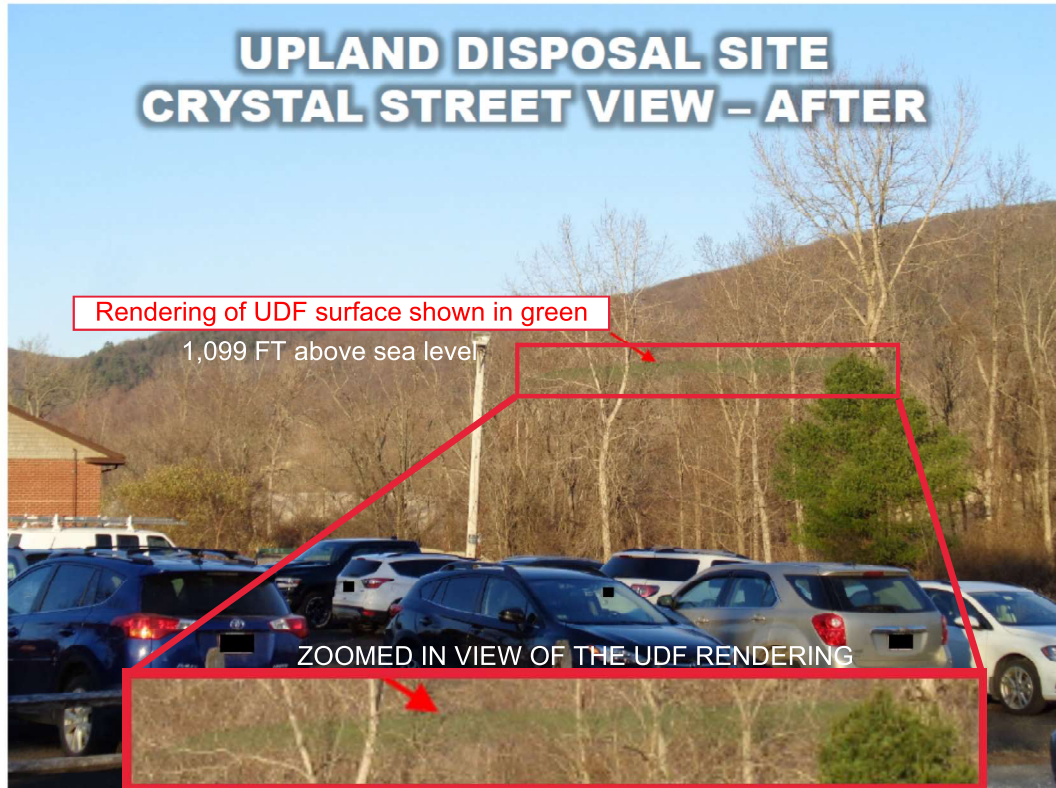 UPLAND DISPOSAL SITE
CRYSTAL STREET VIEW – AFTER
Rendering of UDF surface shown in green
1,099 FT above sea level
ZOOMED IN VIEW OF THE UDF RENDERING